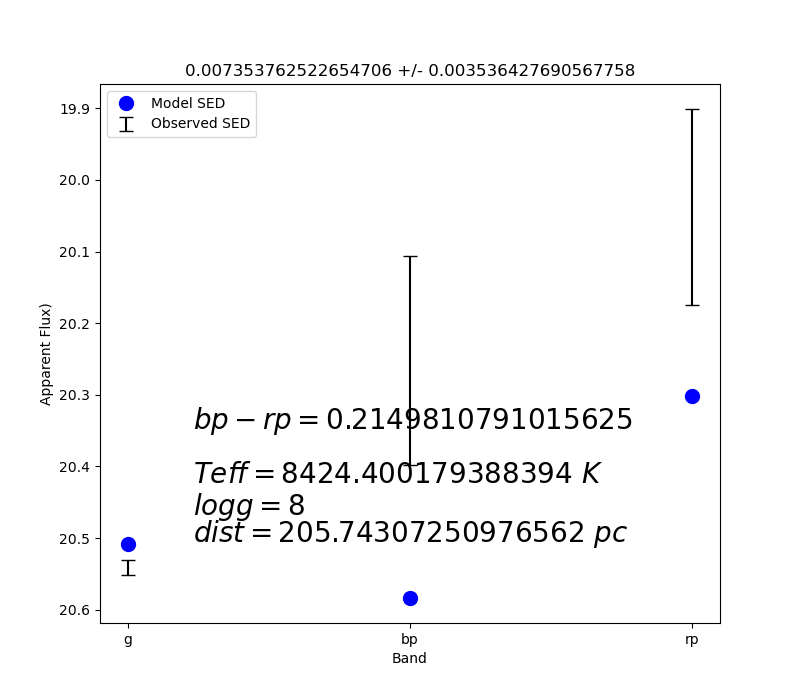 0.007353762522654706 +/- 0.003536427690567758
Model SED
Observed SED
19.9
20.0
20.1
20.2
20.3
20.4
20.5
20.6
Apparent Flux)
bp − rp = 0.2149810791015625
Teff = 8424.400179388394 K
logg = 8
dist = 205.74307250976562 pc
g
bp
rp
Band